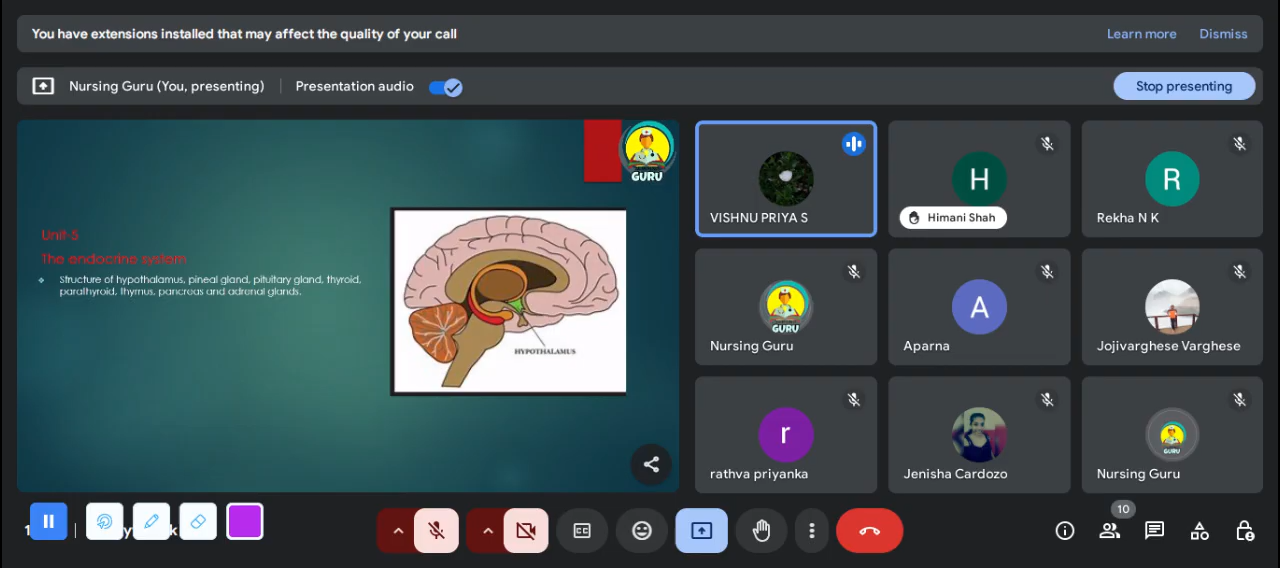 You have extensions installed that may affect the quality of your call
Learn more
Dismiss
Nursing Guru (You, presenting)
Presentation audio
Stop presenting
GURU
Unit-5
The endocrine system
Structure of hypothalamus, pineal gland, pituitary gland, thyroid,
parathyroid, thymus, pancreas and adrenal glands.
HYPOTHALAMUS
VISHNU PRIYA S
H
Himani Shah
R
Rekha N K
GURU
Nursing Guru
A
Aparna
Jojivarghese Varghese
r
rathva priyanka
Jenisha Cardozo
GURU
Nursing Guru
CC
10